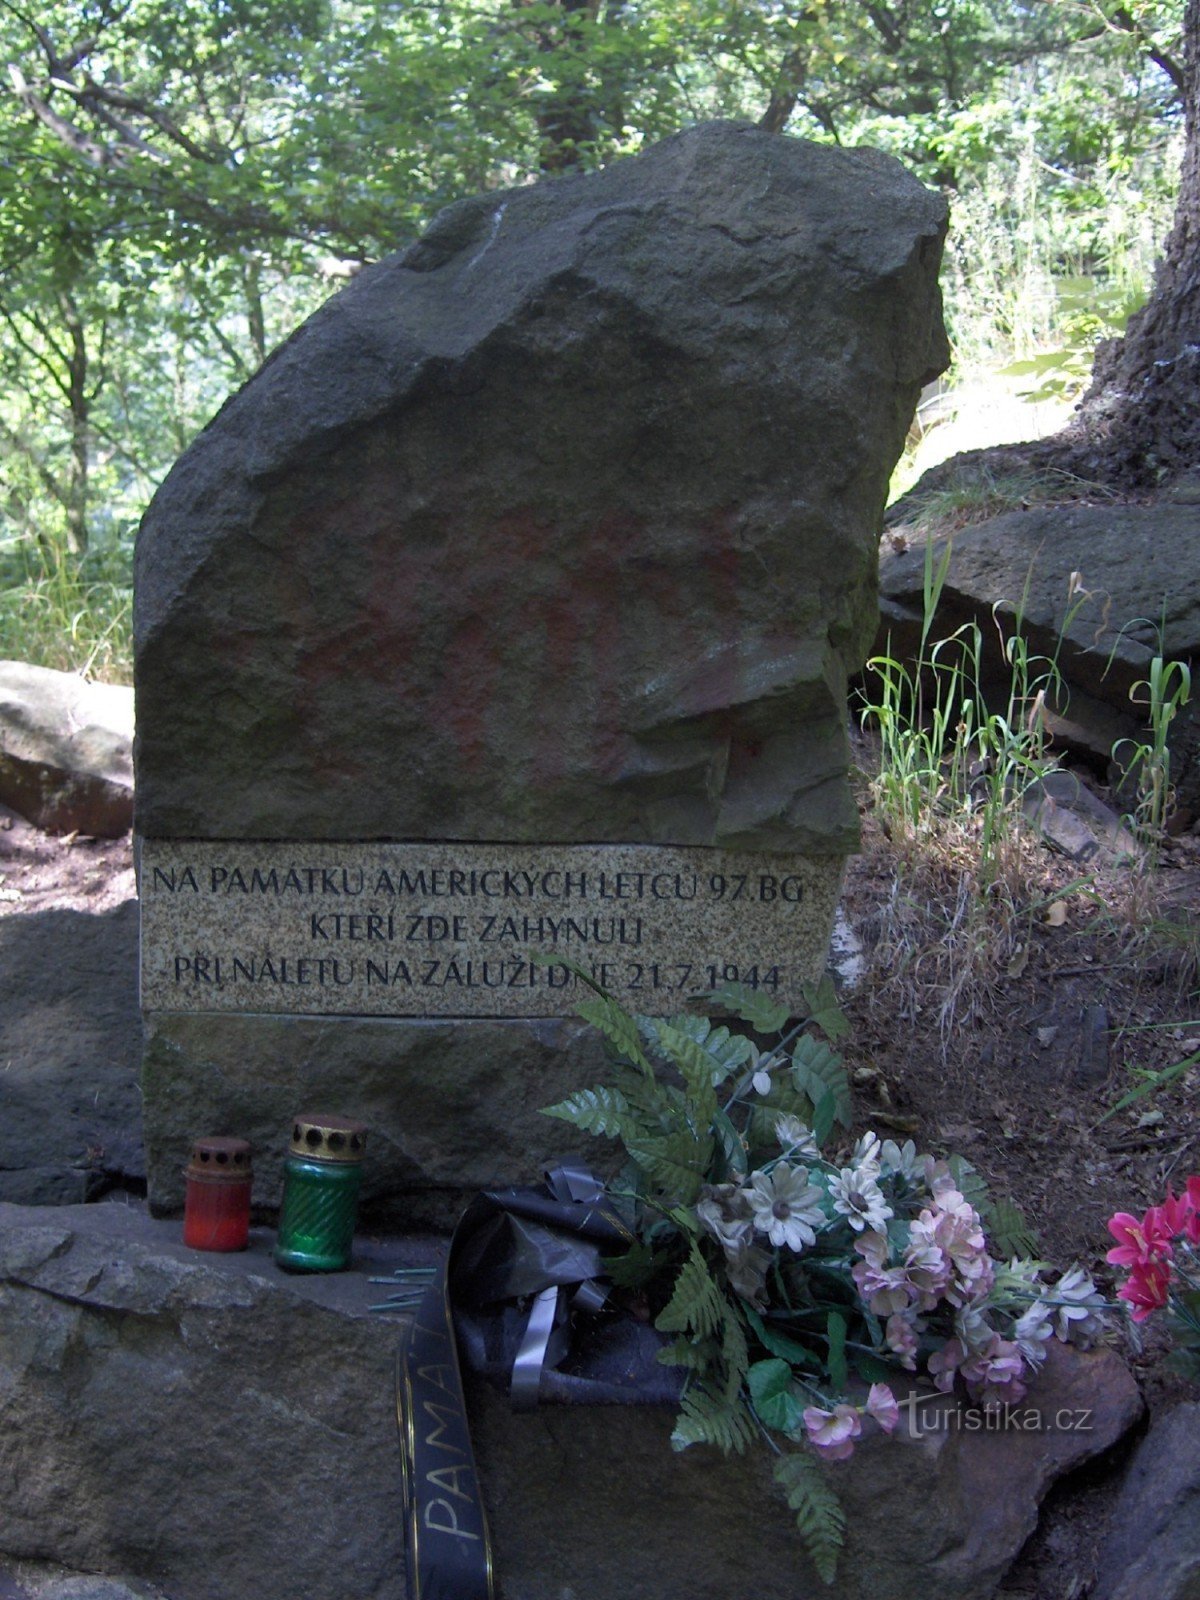 NA PAMÁTKU AMERICKÝCH LETCŮ 97.BG
KTEŘÍ ZDE ZAHYNULI
PŘI NÁLETU NA ZÁLUŽÍ DNE 21.7.1944
PAMÁT
Turistika.cz